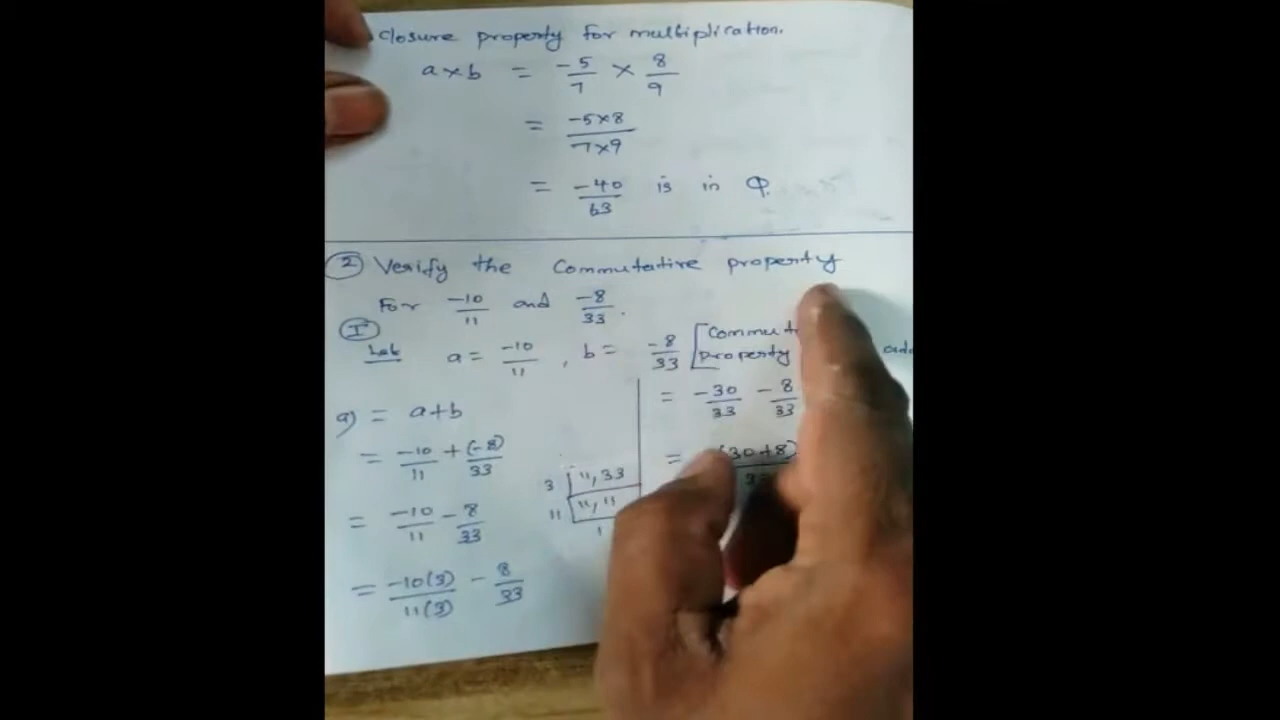 Closure property for multiplication.
a×b = -5/7 × 8/9
= -5×8/7×9
= -40/63 is in Q.
② Verify the Commutative property
For -10/11 and -8/33.
Ⅰ
Let a = -10/11, b = -8/33 [Commu
property
a) = a+b
= -10/11 + (-8)/33
= -10/11 - 8/33
= -10(3)/11(3) - 8/33
3 | 11, 33
11 | 11, 11
1
= -30/33 - 8/33
= (30+8)